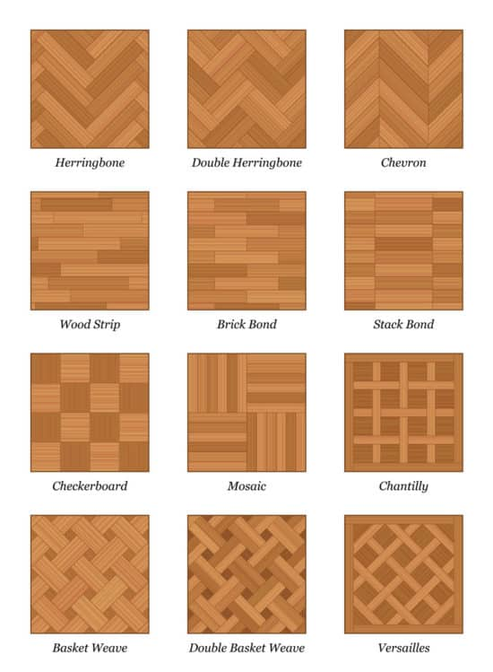 Herringbone
Double Herringbone
Chevron
Wood Strip
Brick Bond
Stack Bond
Checkerboard
Mosaic
Chantilly
Basket Weave
Double Basket Weave
Versailles